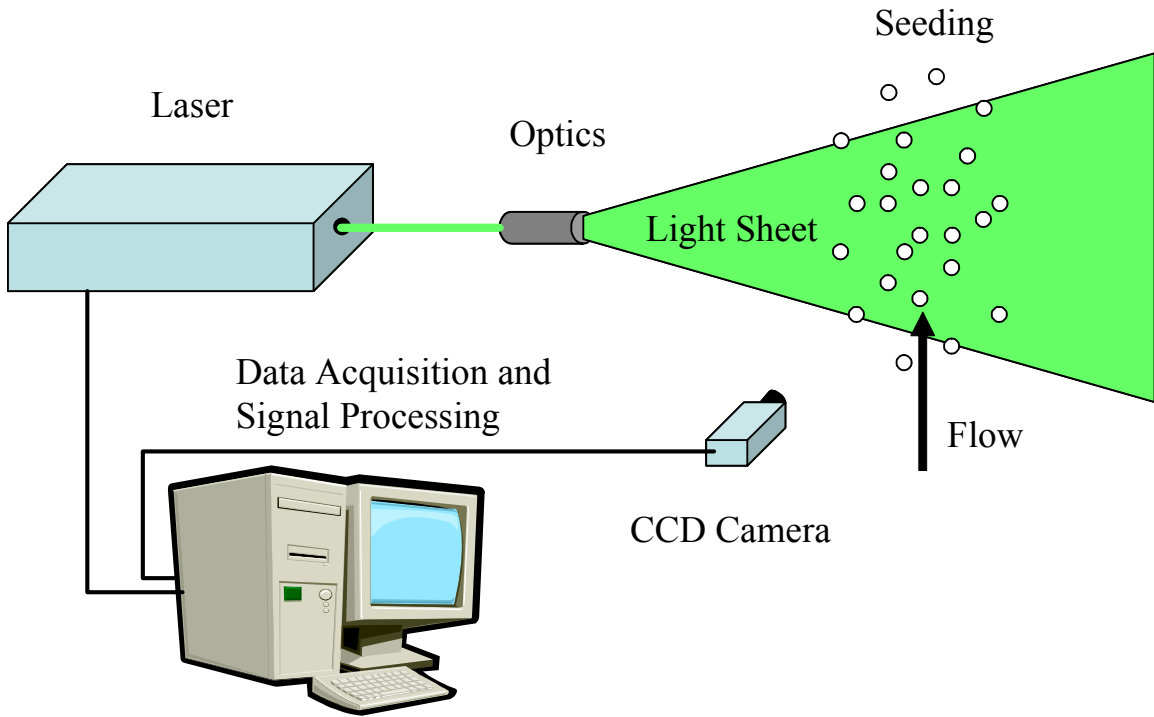 Seeding
Laser
Optics
Light Sheet
Data Acquisition and
Signal Processing
Flow
CCD Camera